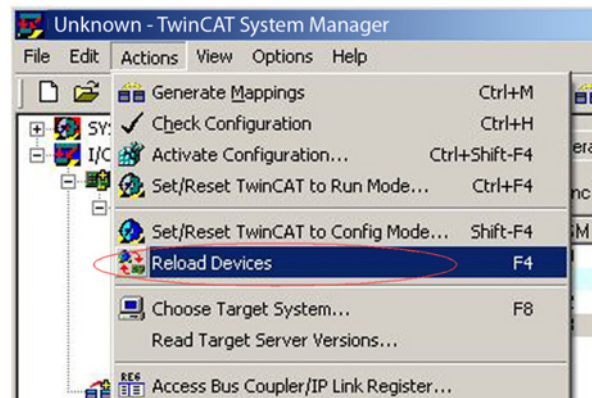 Unknown - TwinCAT System Manager
File Edit Actions View Options Help
Generate Mappings Ctrl+M
Check Configuration Ctrl+H
Activate Configuration... Ctrl+Shift-F4
Set/Reset TwinCAT to Run Mode... Ctrl+F4
Set/Reset TwinCAT to Config Mode... Shift-F4
Reload Devices F4
Choose Target System... F8
Read Target Server Versions...
REG Access Bus Coupler/IP Link Register...